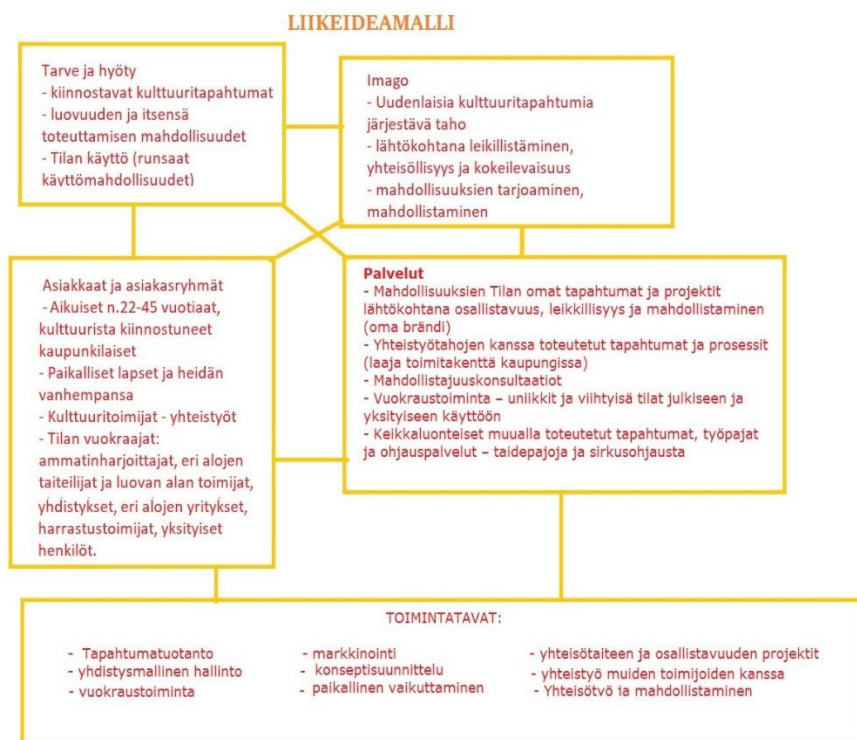 LIIKEIDEAMALLI
Tarve ja hyöty
- kiinnostavat kulttuuritapahtumat
- luovuuden ja itsensä
toteuttamisen mahdollisuudet
- Tilan käyttö (runsaat
käyttömahdollisuudet)
Imago
- Uudenlaisia kulttuuritapahtumia
järjestävä taho
- lähtökohtana leikillistäminen,
yhteisöllisyys ja kokeilevaisuus
- mahdollisuuksien tarjoaminen,
mahdollistaminen
Asiakkaat ja asiakasryhmät
- Aikuiset n.22-45 vuotiaat,
kulttuurista kiinnostuneet
kaupunkilaiset
- Paikalliset lapset ja heidän
vanhempansa
- Kulttuuritoimijat - yhteistyöt
- Tilan vuokraajat:
ammatinharjoittajat, eri alojen
taiteilijat ja luovan alan toimijat,
yhdistykset, eri alojen yritykset,
harrastustoimijat, yksityiset
henkilöt.
Palvelut
- Mahdollisuuksien Tilan omat tapahtumat ja projektit
lähtökohtana osallistavuus, leikkillisyys ja mahdollistaminen
(oma brändi)
- Yhteistyötahojen kanssa toteutetut tapahtumat ja prosessit
(laaja toimitakenttä kaupungissa)
- Mahdollistajuuskonsultaatiot
- Vuokraustoiminta – uniikkit ja viihtyisä tilat julkiseen ja
yksityiseen käyttöön
- Keikkaluonteiset muualla toteutetut tapahtumat, työpajat
ja ohjauspalvelut – taidepajoja ja sirkusohjausta
TOIMINTATAVAT:
- Tapahtumatuotanto
- yhdistysmallinen hallinto
- vuokraustoiminta
- markkinointi
- konseptisuunnittelu
- paikallinen vaikuttaminen
- yhteisötaiteen ja osallistavuuden projektit
- yhteistyö muiden toimijoiden kanssa
- Yhteisötyö ja mahdollistaminen